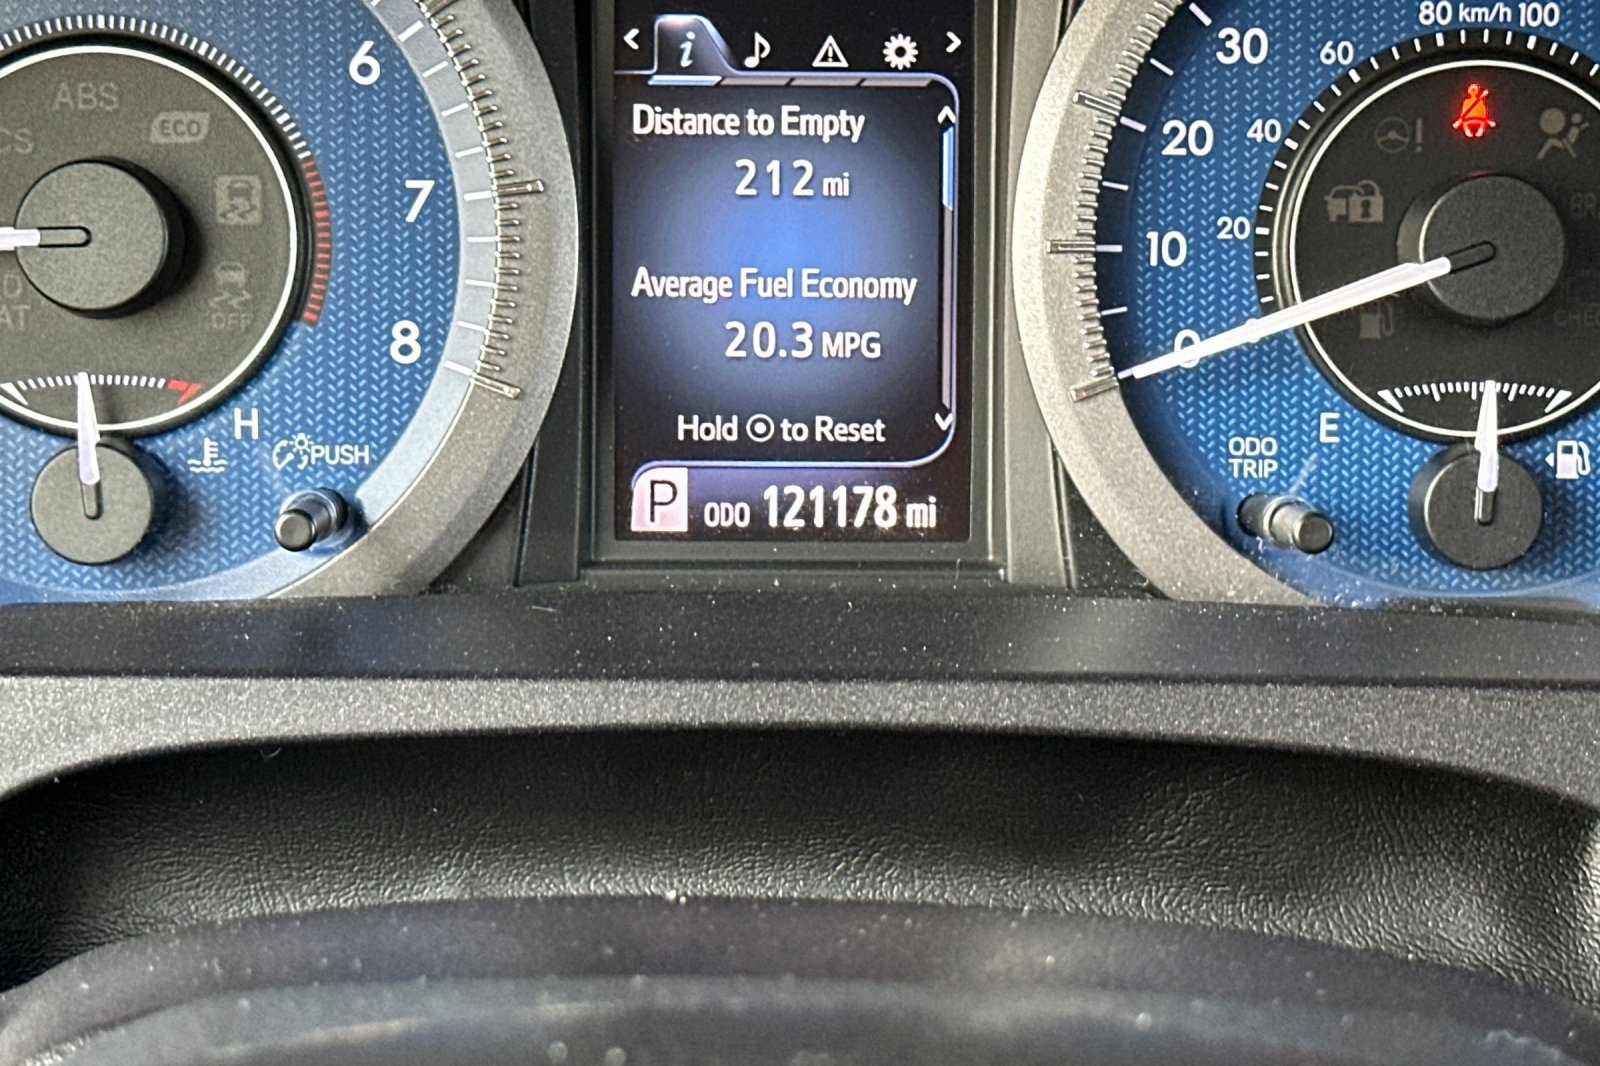 ABS
ECO
OFF
6
7
8
H
PUSH
i
Distance to Empty
212 mi
Average Fuel Economy
20.3 MPG
Hold to Reset
P ODO 121178 mi
80 km/h 100
60
40
20
30
20
10
0
ODO
TRIP
E